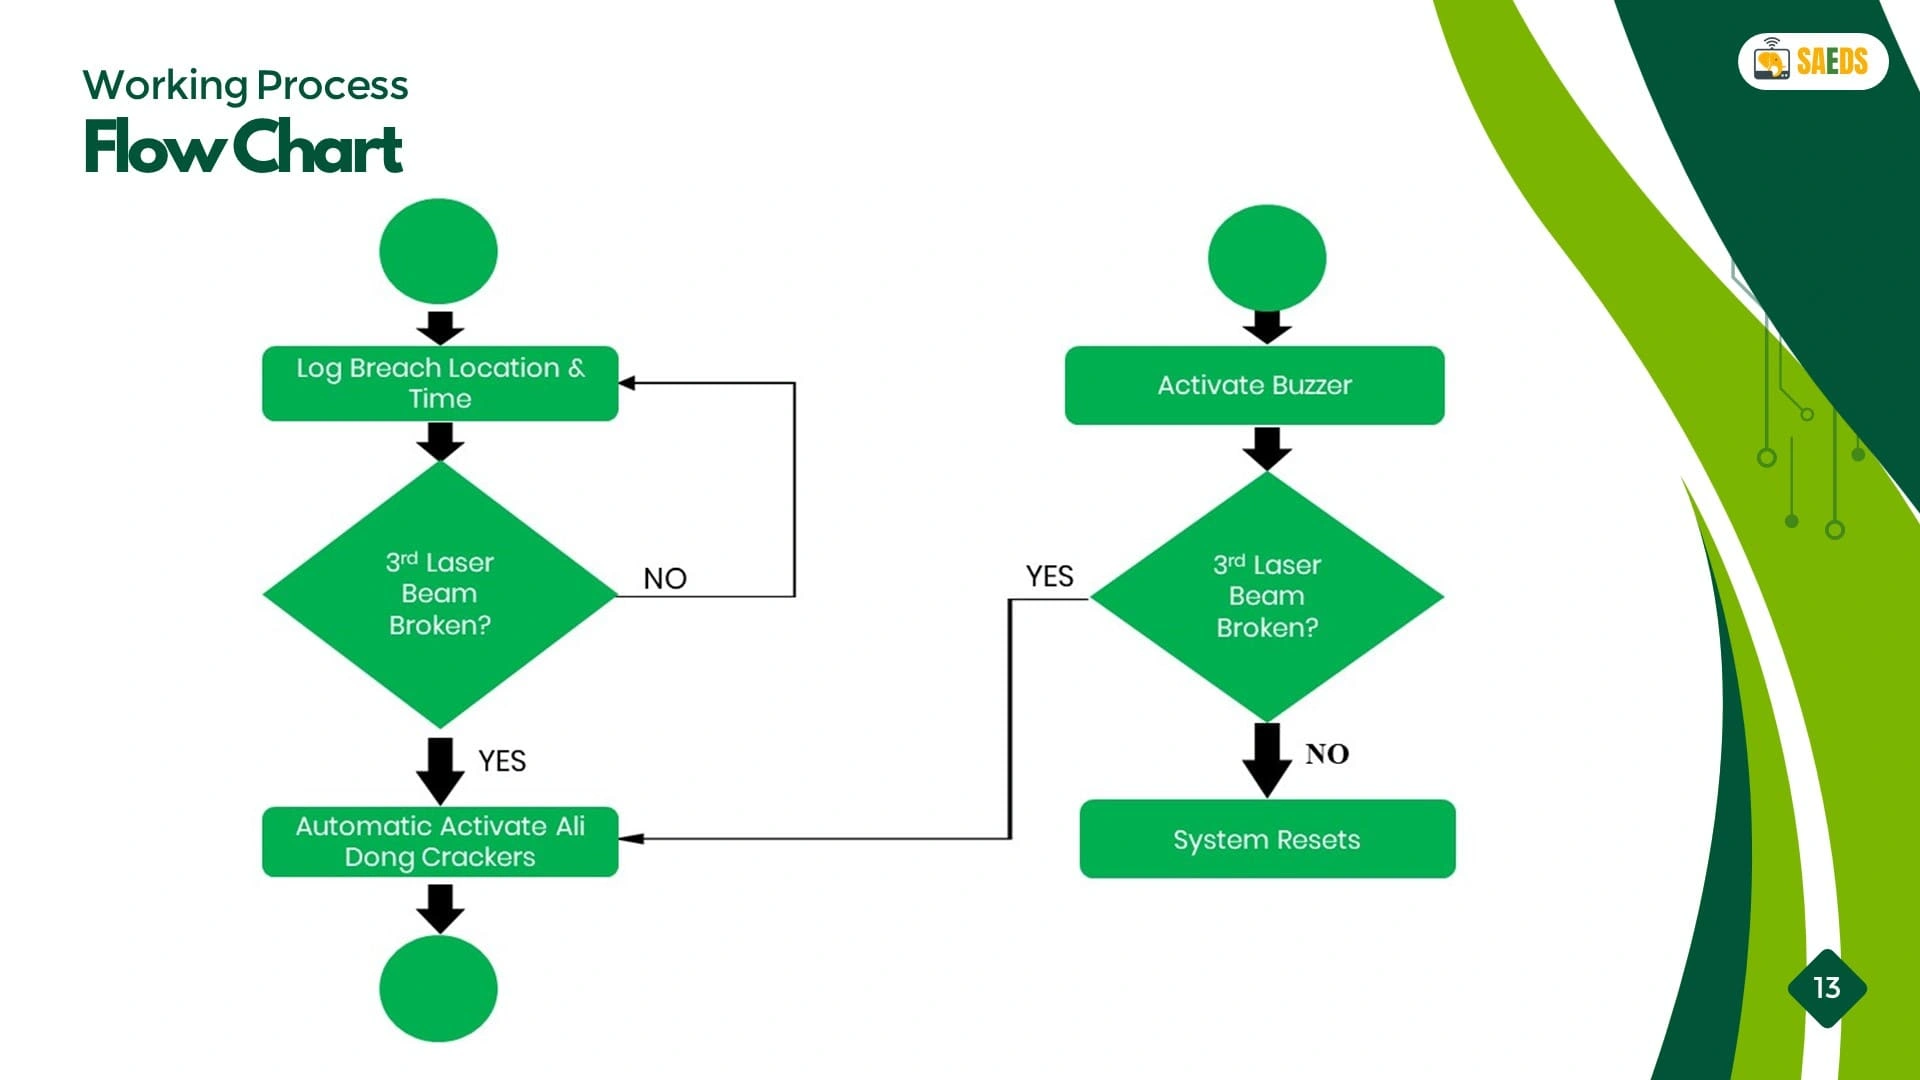 Working Process
Flow Chart
SAEDS
Log Breach Location &
Time
3rd Laser
Beam
Broken?
NO
YES
Automatic Activate Ali
Dong Crackers
Activate Buzzer
3rd Laser
Beam
Broken?
YES
NO
System Resets
13